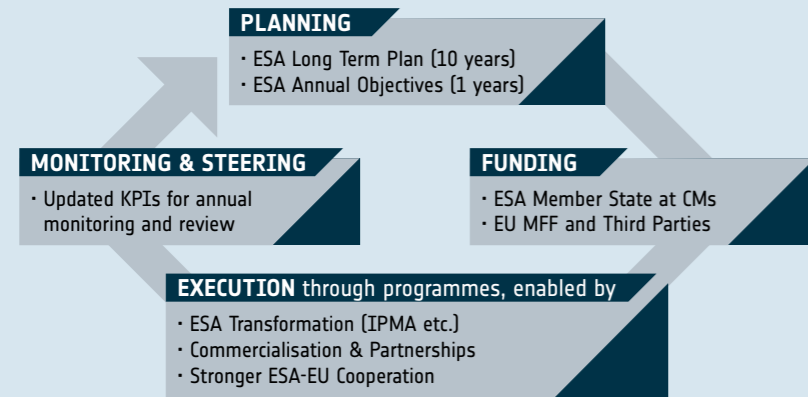 PLANNING
· ESA Long Term Plan (10 years)
· ESA Annual Objectives (1 years)
MONITORING & STEERING
· Updated KPIs for annual
monitoring and review
FUNDING
· ESA Member State at CMs
· EU MFF and Third Parties
EXECUTION through programmes, enabled by
· ESA Transformation (IPMA etc.)
· Commercialisation & Partnerships
· Stronger ESA-EU Cooperation